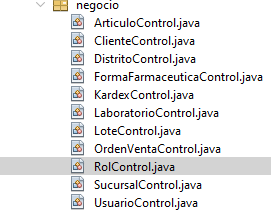 negocio
ArticuloControl.java
ClienteControl.java
DistritoControl.java
FormaFarmaceuticaControl.java
KardexControl.java
LaboratorioControl.java
LoteControl.java
OrdenVentaControl.java
RolControl.java
SucursalControl.java
UsuarioControl.java